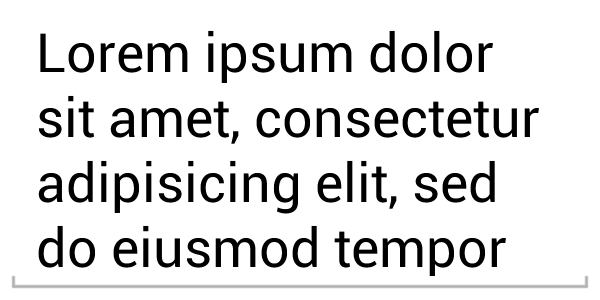 Lorem ipsum dolor
sit amet, consectetur
adipisicing elit, sed
do eiusmod tempor